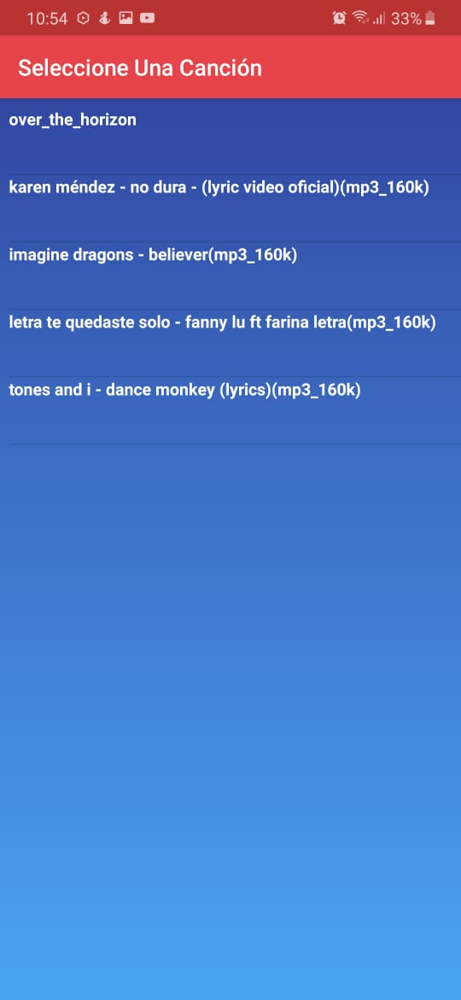 10:54 33%
Seleccione Una Canción
over_the_horizon
karen méndez - no dura - (lyric video oficial)(mp3_160k)
imagine dragons - believer(mp3_160k)
letra te quedaste solo - fanny lu ft farina letra(mp3_160k)
tones and i - dance monkey (lyrics)(mp3_160k)